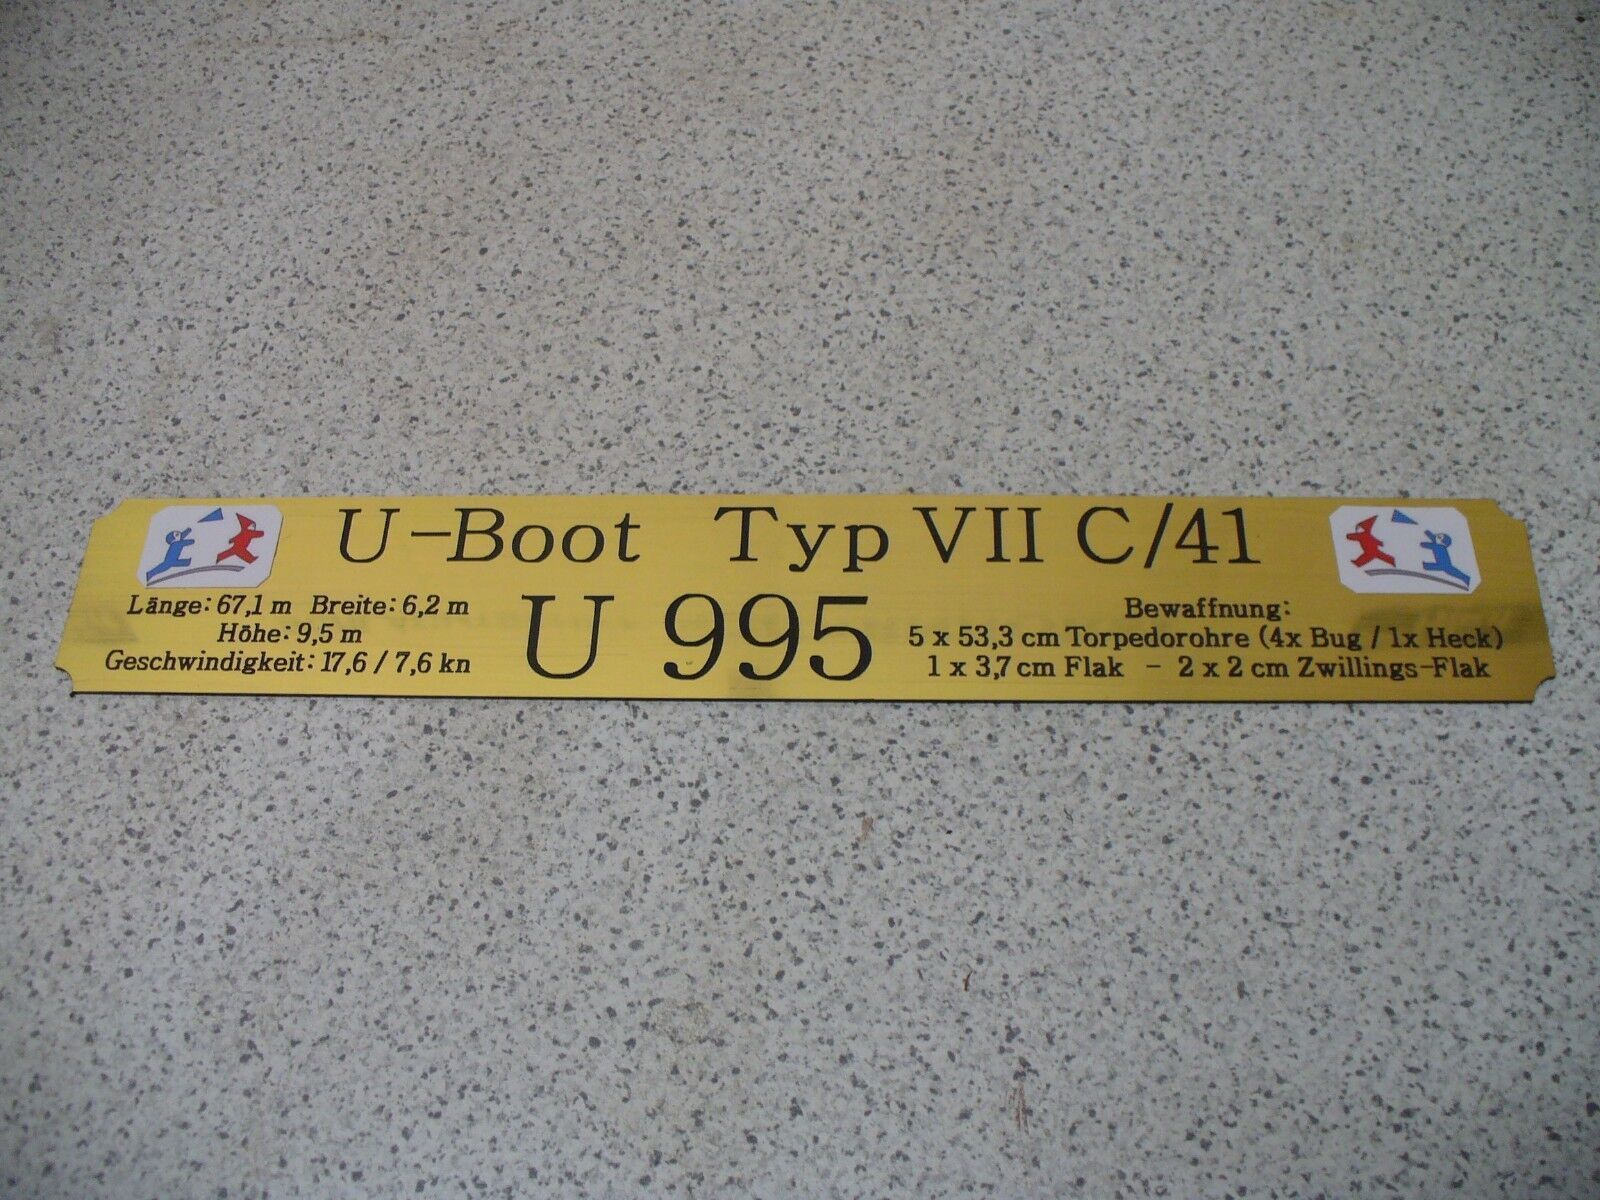 U-Boot Typ VII C/41
U 995
Länge: 67,1 m Breite: 6,2 m
Höhe: 9,5 m
Geschwindigkeit: 17,6 / 7,6 kn
Bewaffnung:
5 x 53,3 cm Torpedorohre (4x Bug / 1x Heck)
1 x 3,7 cm Flak - 2 x 2 cm Zwillings-Flak